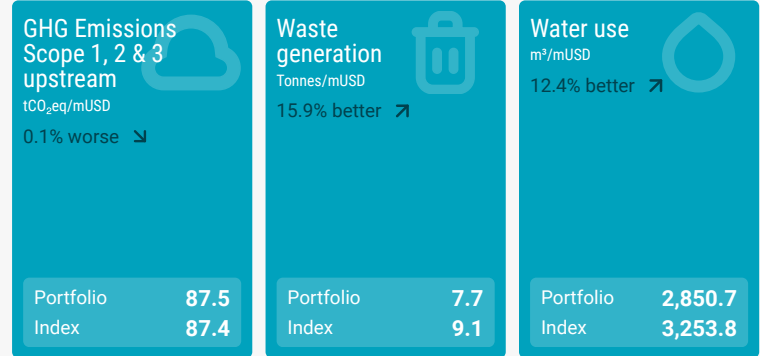 GHG Emissions
Scope 1, 2 & 3
upstream
tCO₂eq/mUSD
0.1% worse
Portfolio 87.5
Index 87.4
Waste
generation
Tonnes/mUSD
15.9% better
Portfolio 7.7
Index 9.1
Water use
m³/mUSD
12.4% better
Portfolio 2,850.7
Index 3,253.8